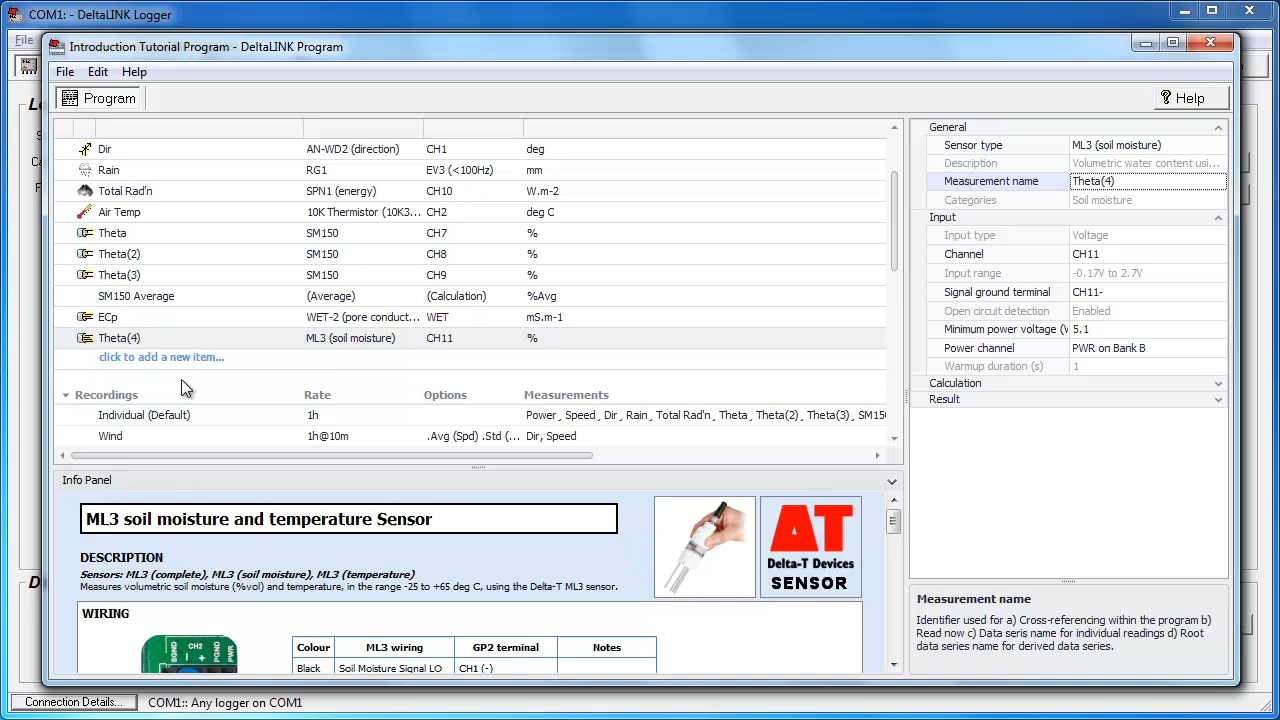 COM1: - DeltaLINK Logger
File
Introduction Tutorial Program - DeltaLINK Program
File Edit Help
Program
Help
Dir AN-WD2 (direction) CH1 deg
Rain RG1 EV3 (<100Hz) mm
Total Rad'n SPN1 (energy) CH10 W.m-2
Air Temp 10K Thermistor (10K3... CH2 deg C
Theta SM150 CH7 %
Theta(2) SM150 CH8 %
Theta(3) SM150 CH9 %
SM150 Average (Average) (Calculation) %Avg
ECp WET-2 (pore conduct... WET mS.m-1
Theta(4) ML3 (soil moisture) CH11 %
click to add a new item...
Recordings Rate Options Measurements
Individual (Default) 1h Power , Speed , Dir , Rain , Total Rad'n , Theta , Theta(2) , Theta(3) , SM150
Wind 1h@10m .Avg (Spd) .Std (... Dir, Speed
General
Sensor type ML3 (soil moisture)
Description Volumetric water content usi...
Measurement name Theta(4)
Categories Soil moisture
Input
Input type Voltage
Channel CH11
Input range -0.17V to 2.7V
Signal ground terminal CH11-
Open circuit detection Enabled
Minimum power voltage (V 5.1
Power channel PWR on Bank B
Warmup duration (s) 1
Calculation
Result
Info Panel
ML3 soil moisture and temperature Sensor
DESCRIPTION
Sensors: ML3 (complete), ML3 (soil moisture), ML3 (temperature)
Measures volumetric soil moisture (%vol) and temperature, in the range -25 to +65 deg C, using the Delta-T ML3 sensor.
ΔT
Delta-T Devices
SENSOR
WIRING
SGND CH2 - + PGND PWR
Colour ML3 wiring GP2 terminal Notes
Black Soil Moisture Signal LO CH1 (-)
Measurement name
Identifier used for a) Cross-referencing within the program b)
Read now c) Data seris name for individual readings d) Root
data series name for derived data series.
Connection Details... COM1:: Any logger on COM1